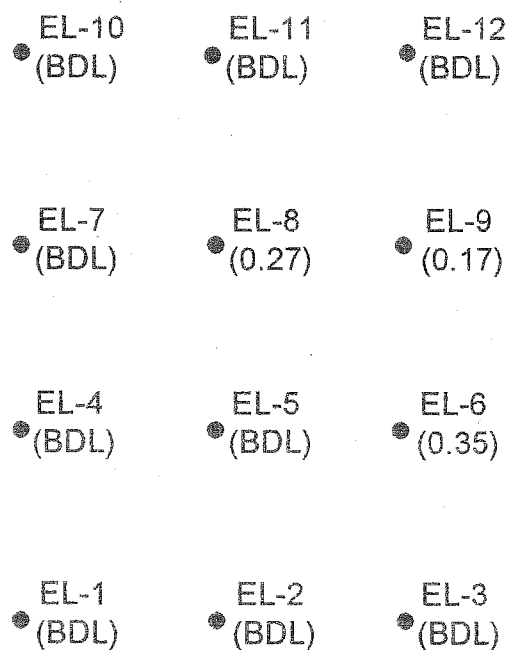 EL-10
(BDL)
EL-11
(BDL)
EL-12
(BDL)
EL-7
(BDL)
EL-8
(0.27)
EL-9
(0.17)
EL-4
(BDL)
EL-5
(BDL)
EL-6
(0.35)
EL-1
(BDL)
EL-2
(BDL)
EL-3
(BDL)